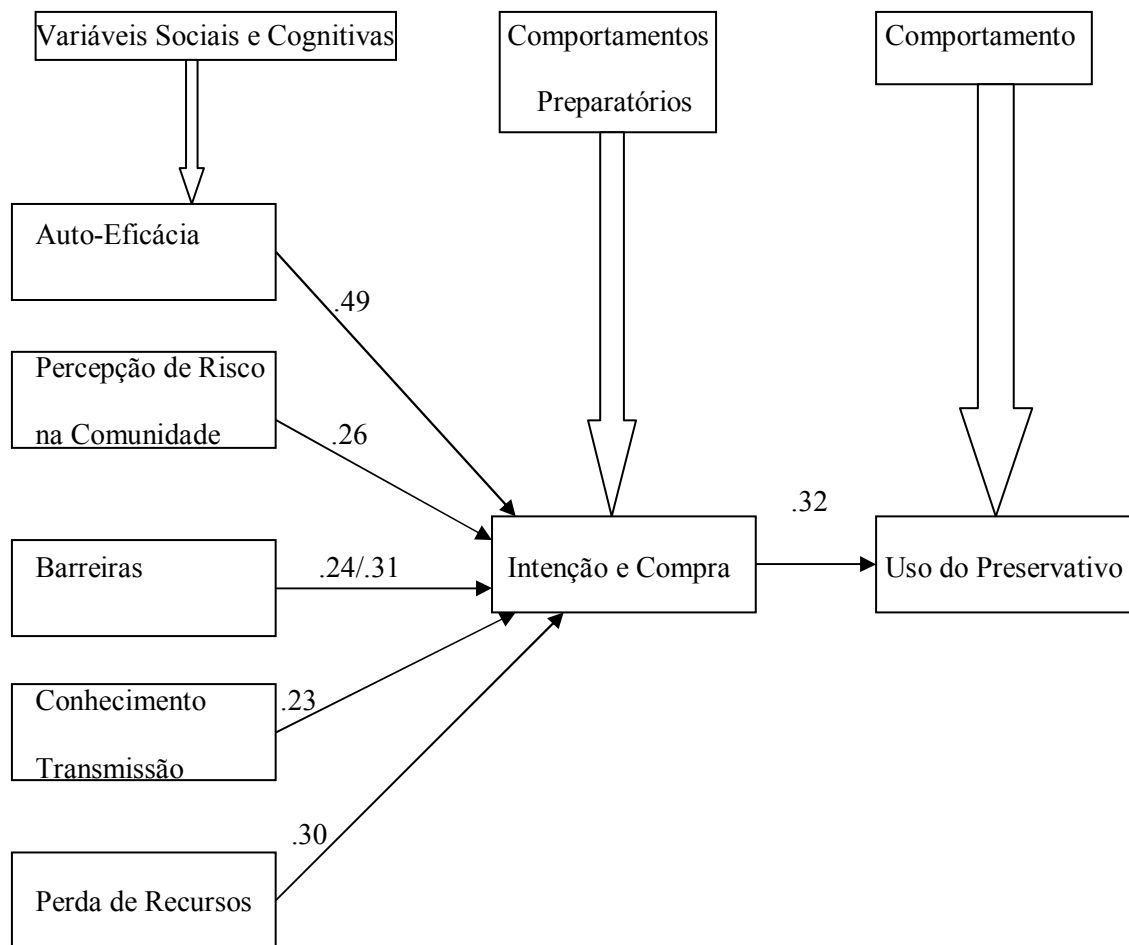 Variáveis Sociais e Cognitivas
Comportamentos
Preparatórios
Comportamento
Auto-Eficácia
.49
Percepção de Risco
na Comunidade
.26
Barreiras
.24/.31
Intenção e Compra
.32
Uso do Preservativo
Conhecimento
Transmissão
.23
.30
Perda de Recursos